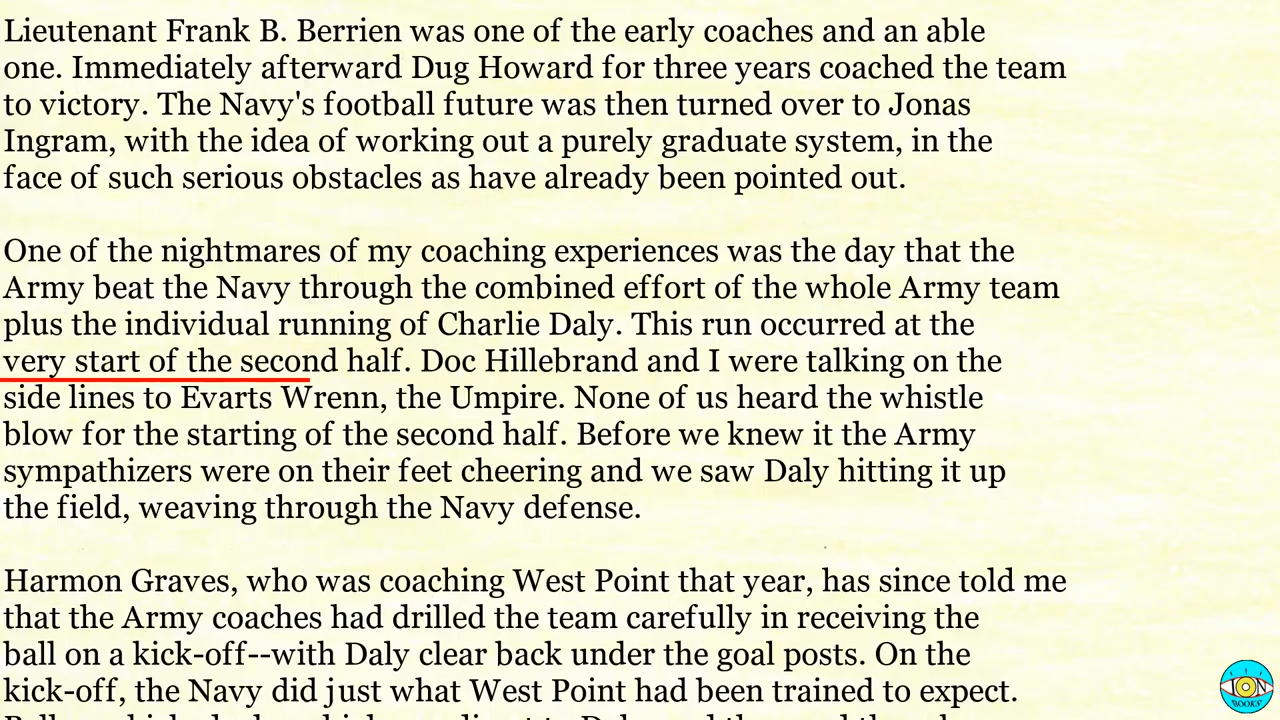 Lieutenant Frank B. Berrien was one of the early coaches and an able
one. Immediately afterward Dug Howard for three years coached the team
to victory. The Navy's football future was then turned over to Jonas
Ingram, with the idea of working out a purely graduate system, in the
face of such serious obstacles as have already been pointed out.
One of the nightmares of my coaching experiences was the day that the
Army beat the Navy through the combined effort of the whole Army team
plus the individual running of Charlie Daly. This run occurred at the
very start of the second half. Doc Hillebrand and I were talking on the
side lines to Evarts Wrenn, the Umpire. None of us heard the whistle
blow for the starting of the second half. Before we knew it the Army
sympathizers were on their feet cheering and we saw Daly hitting it up
the field, weaving through the Navy defense.
Harmon Graves, who was coaching West Point that year, has since told me
that the Army coaches had drilled the team carefully in receiving the
ball on a kick-off--with Daly clear back under the goal posts. On the
kick-off, the Navy did just what West Point had been trained to expect.
ION
BOOKS